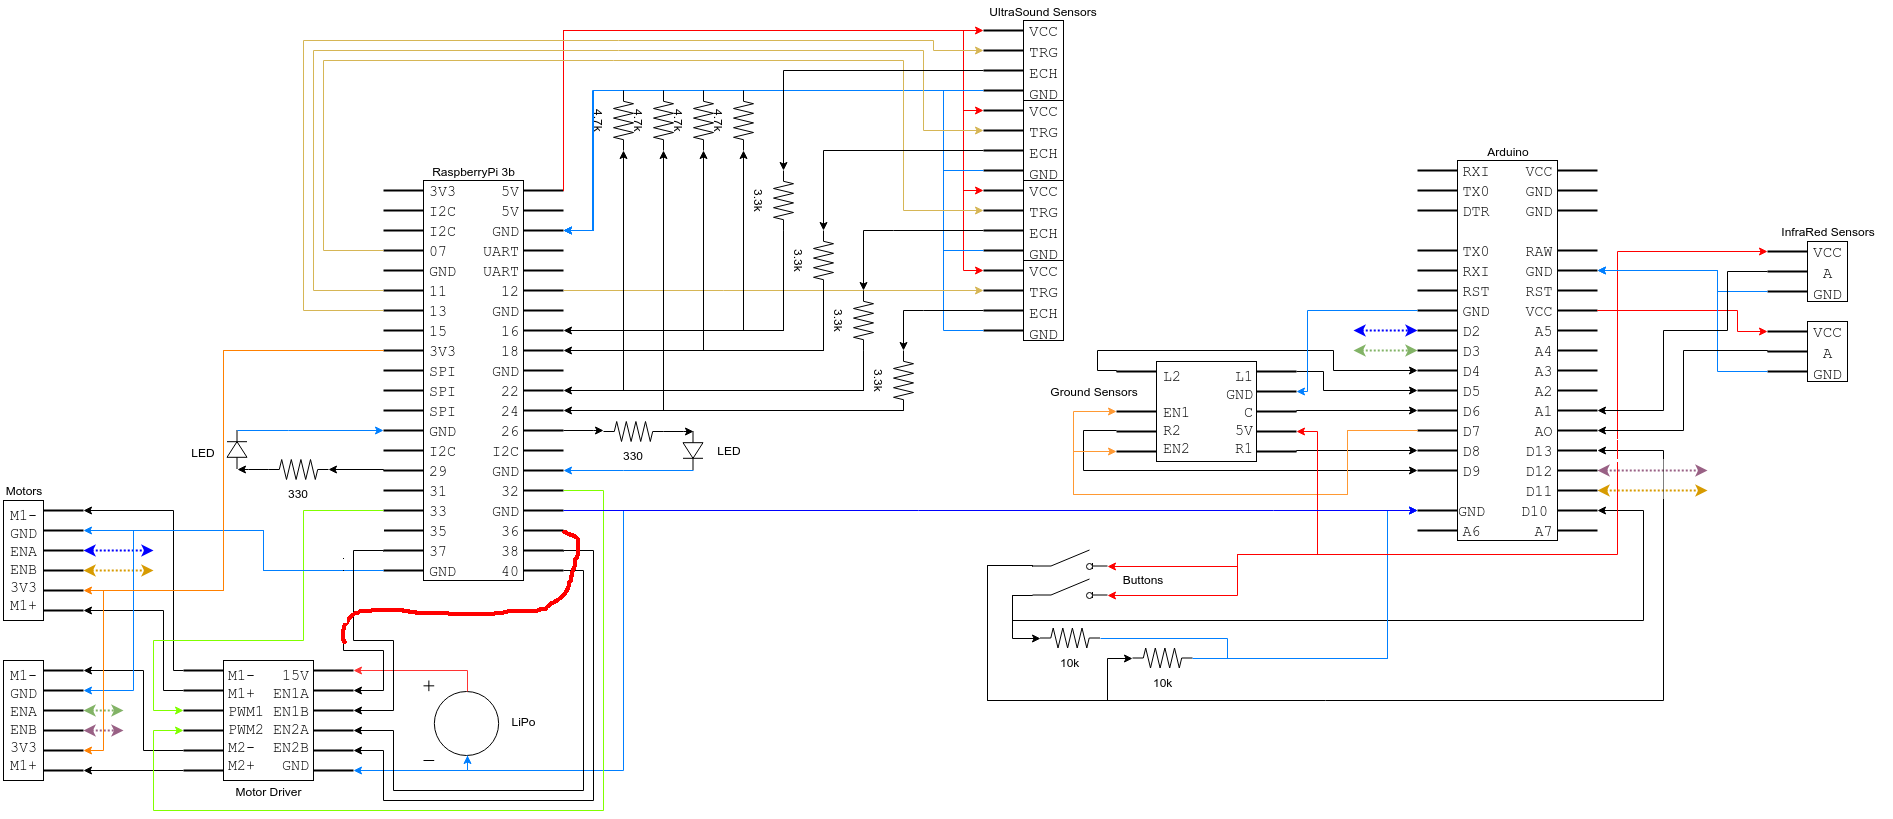 UltraSound Sensors
VCC
TRG
ECH
GND
VCC
TRG
ECH
GND
VCC
TRG
ECH
GND
VCC
TRG
ECH
GND
4.7k
4.7k
4.7k
4.7k
3.3k
3.3k
3.3k
3.3k
RaspberryPi 3b
3V3 5V
I2C 5V
I2C GND
07 UART
GND UART
11 12
13 GND
15 16
3V3 18
SPI GND
SPI 22
SPI 24
GND 26
I2C I2C
29 GND
31 32
33 GND
35 36
37 38
GND 40
LED
330
330
LED
Motors
M1-
GND
ENA
ENB
3V3
M1+
M1-
GND
ENA
ENB
3V3
M1+
M1- 15V
M1+ EN1A
PWM1 EN1B
PWM2 EN2A
M2- EN2B
M2+ GND
Motor Driver
+
LiPo
−
Ground Sensors
L2 L1
GND
EN1 C
R2 5V
EN2 R1
Arduino
RXI VCC
TX0 GND
DTR GND
TX0 RAW
RXI GND
RST RST
GND VCC
D2 A5
D3 A4
D4 A3
D5 A2
D6 A1
D7 AO
D8 D13
D9 D12
D11
GND D10
A6 A7
InfraRed Sensors
VCC
A
GND
VCC
A
GND
Buttons
10k
10k